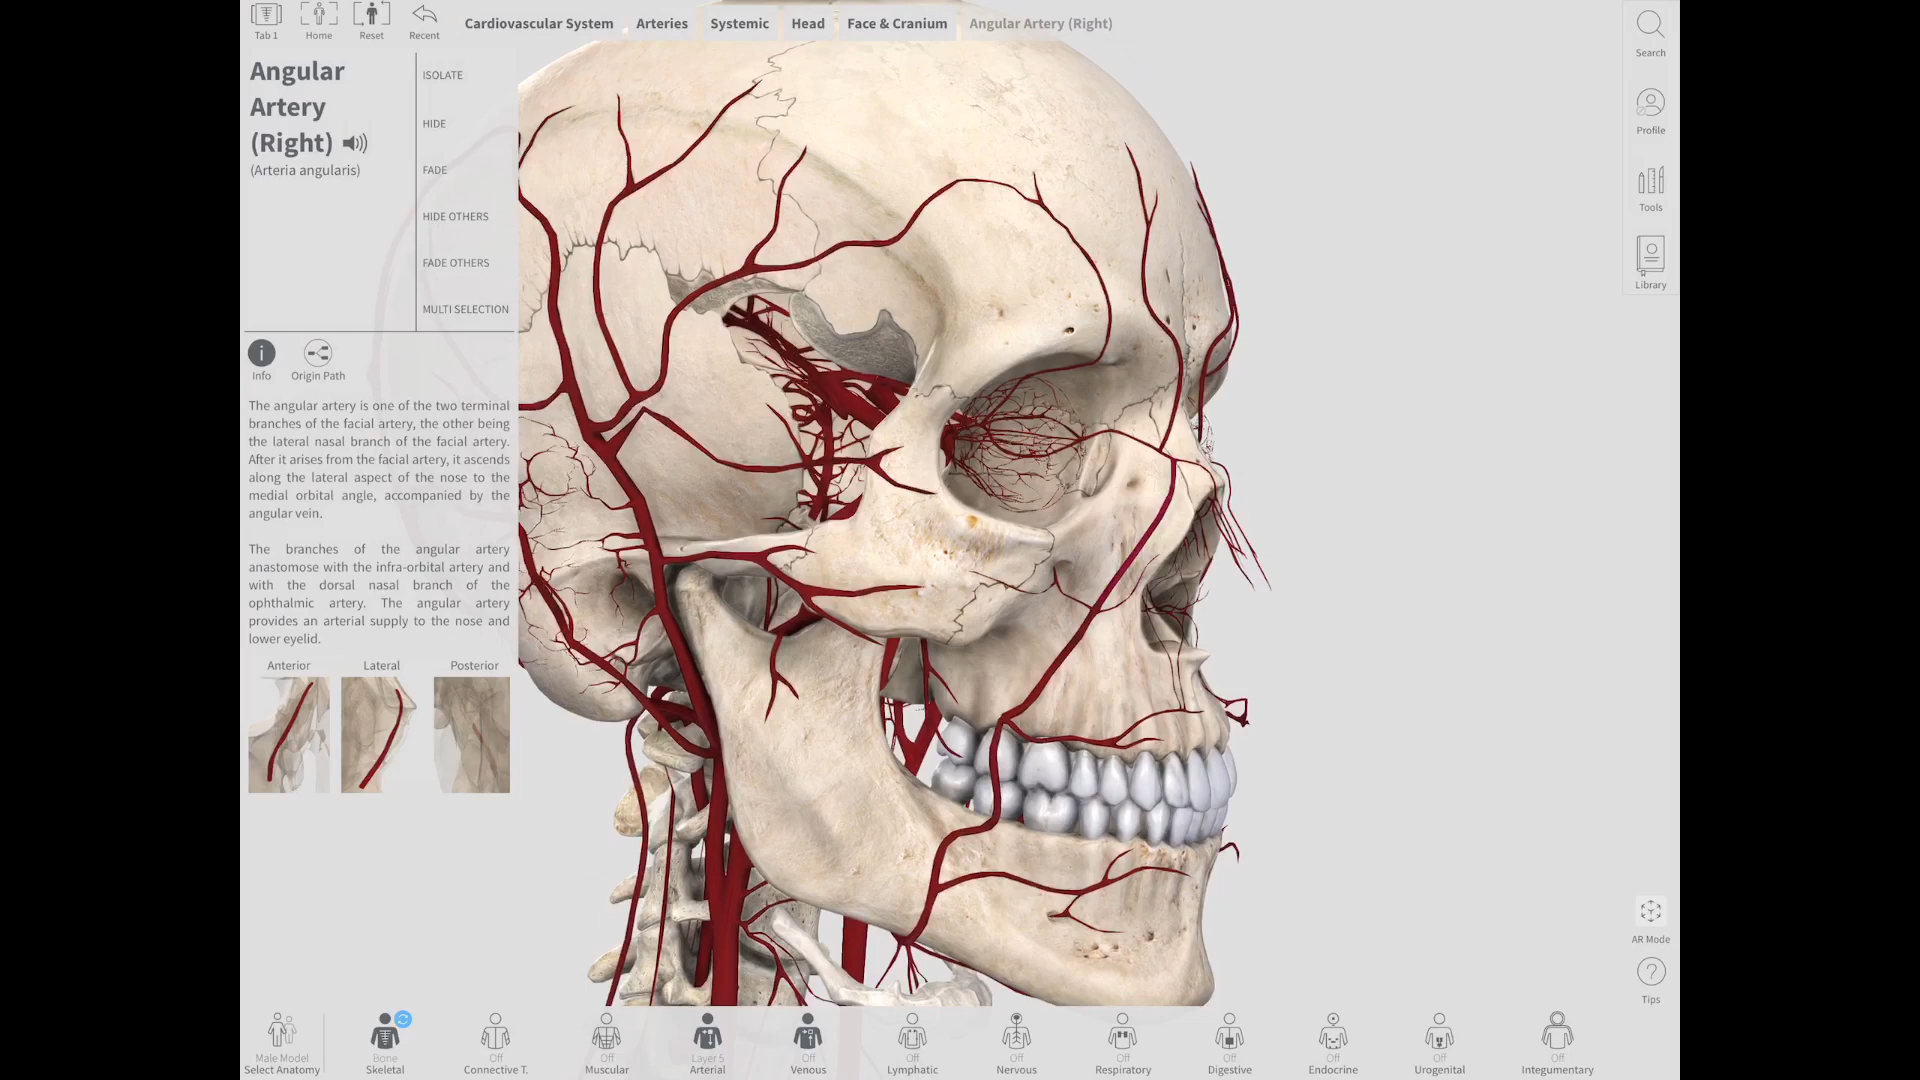 Tab 1
Home
Reset
Recent
Cardiovascular System
Arteries
Systemic
Head
Face & Cranium
Angular Artery (Right)
Angular
Artery
(Right)
(Arteria angularis)
ISOLATE
HIDE
FADE
HIDE OTHERS
FADE OTHERS
MULTI SELECTION
i
Info
Origin Path
The angular artery is one of the two terminal
branches of the facial artery, the other being
the lateral nasal branch of the facial artery.
After it arises from the facial artery, it ascends
along the lateral aspect of the nose to the
medial orbital angle, accompanied by the
angular vein.
The branches of the angular artery
anastomose with the infra-orbital artery and
with the dorsal nasal branch of the
ophthalmic artery. The angular artery
provides an arterial supply to the nose and
lower eyelid.
Anterior
Lateral
Posterior
Search
Profile
Tools
Library
AR Mode
?
Tips
Male Model
Select Anatomy
Bone
Skeletal
Off
Connective T.
Off
Muscular
Layer 5
Arterial
Off
Venous
Off
Lymphatic
Off
Nervous
Off
Respiratory
Off
Digestive
Off
Endocrine
Off
Urogenital
Off
Integumentary